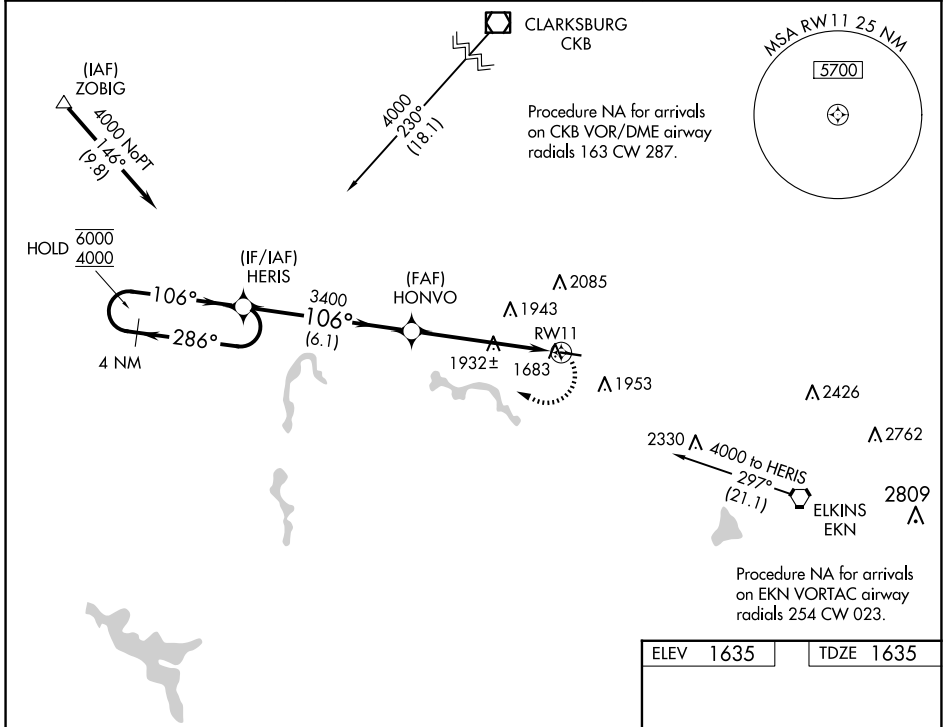 CLARKSBURG
CKB
MSA RW11 25 NM
5700
(IAF)
ZOBIG
4000 NoPT
146°
(9.8)
4000
230°
(18.1)
Procedure NA for arrivals
on CKB VOR/DME airway
radials 163 CW 287.
HOLD
6000
4000
(IF/IAF)
HERIS
(FAF)
HONVO
106°
286°
4 NM
3400
106°
(6.1)
2085
1943
RW11
1932±
1683
1953
2426
2762
2330
4000 to HERIS
297°
(21.1)
ELKINS
EKN
2809
Procedure NA for arrivals
on EKN VORTAC airway
radials 254 CW 023.
ELEV 1635
TDZE 1635